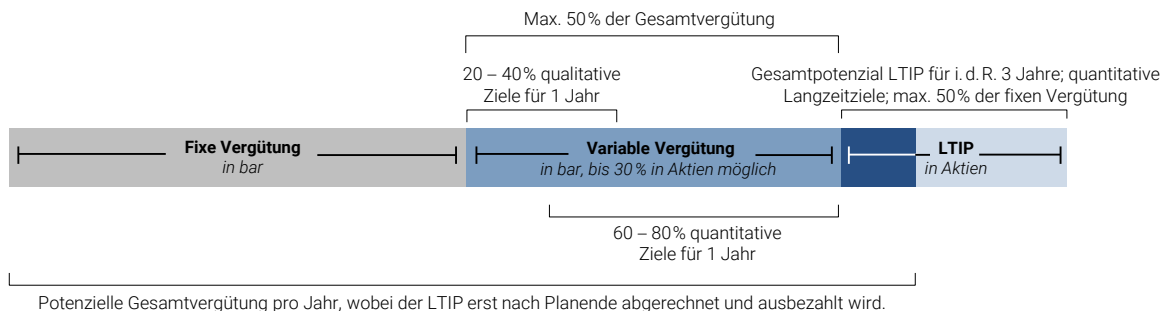 Max. 50 % der Gesamtvergütung
20 – 40 % qualitative
Ziele für 1 Jahr
Gesamtpotenzial LTIP für i. d. R. 3 Jahre; quantitative
Langzeitziele; max. 50 % der fixen Vergütung
Fixe Vergütung
in bar
Variable Vergütung
in bar, bis 30 % in Aktien möglich
LTIP
in Aktien
60 – 80 % quantitative
Ziele für 1 Jahr
Potenzielle Gesamtvergütung pro Jahr, wobei der LTIP erst nach Planende abgerechnet und ausbezahlt wird.